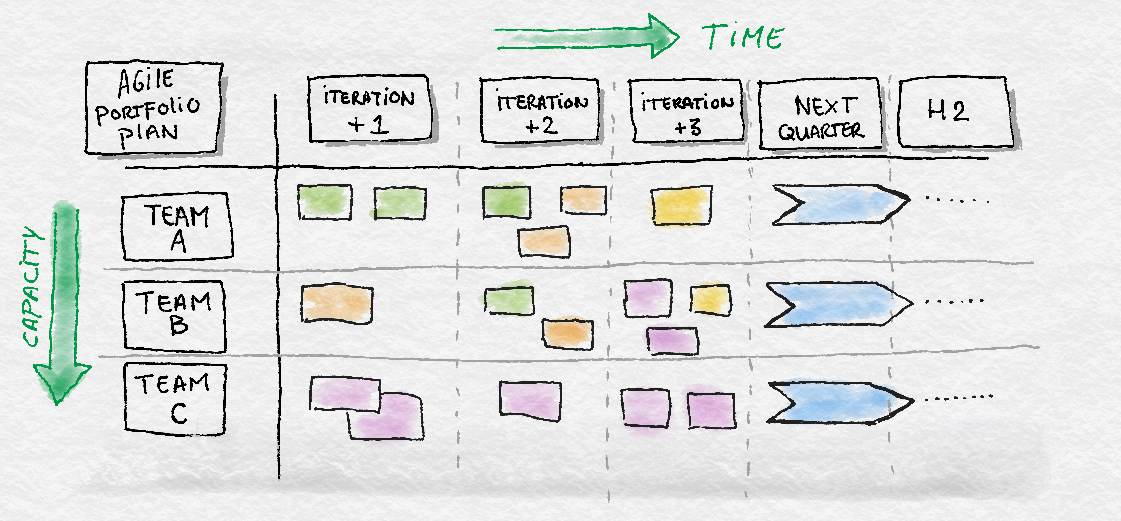 TiME
AGiLE
PORTFOLiO
PLAN
iTERATiON
+1
iTERATiON
+2
iTERATiON
+3
NEXT
QUARTER
H2
CAPACiTY
TEAM
A
TEAM
B
TEAM
C